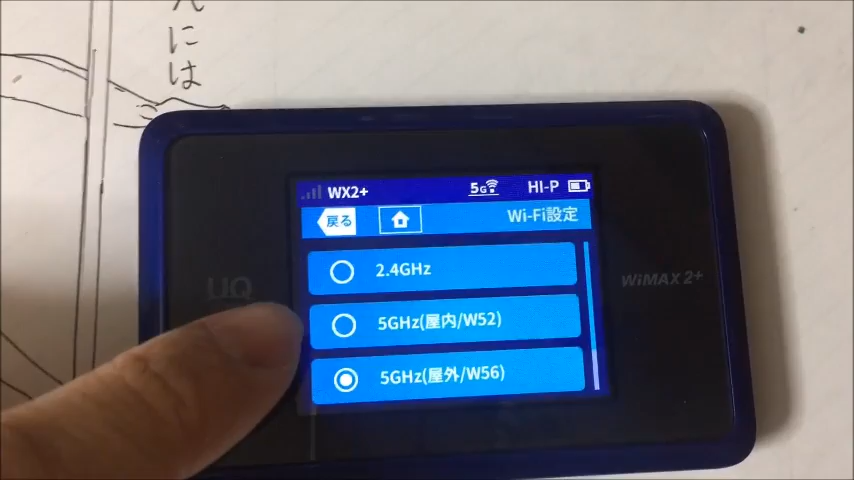 には
WX2+ 5G HI-P
戻る Wi-Fi設定
2.4GHz
UQ WiMAX 2+
5GHz(屋内/W52)
5GHz(屋外/W56)